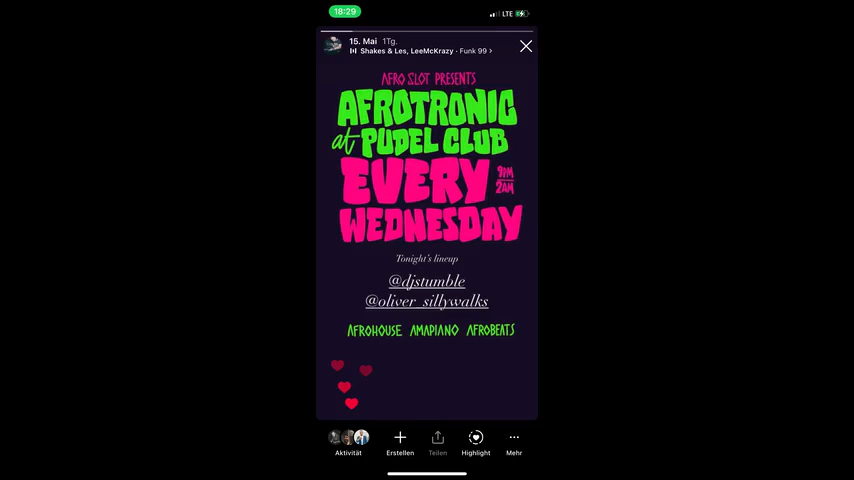 18:29
LTE
15. Mai 1Tg.
Shakes & Les, LeeMcKrazy · Funk 99 >
AFRO SLOT PRESENTS
AFROTRONIC
at PUDEL CLUB
EVERY
9PM
2AM
WEDNESDAY
Tonight's lineup
@djstumble
@oliver_sillywalks
AFROHOUSE AMAPIANO AFROBEATS
Aktivität Erstellen Teilen Highlight Mehr